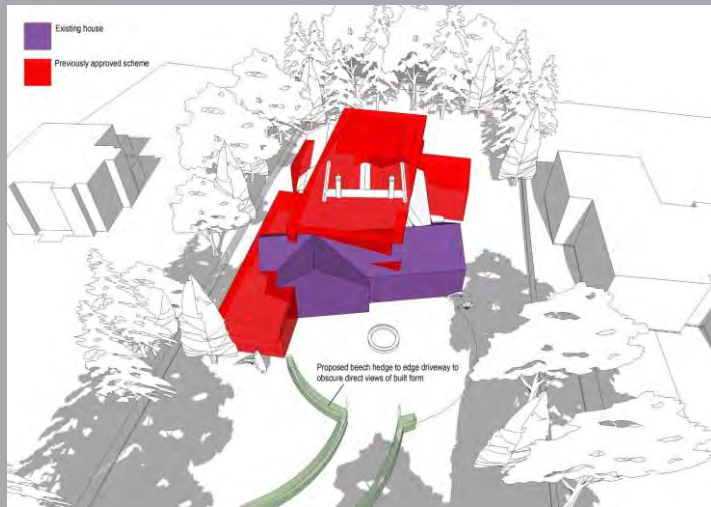 Existing house
Previously approved scheme
Proposed beech hedge to edge driveway to
obscure direct views of built form